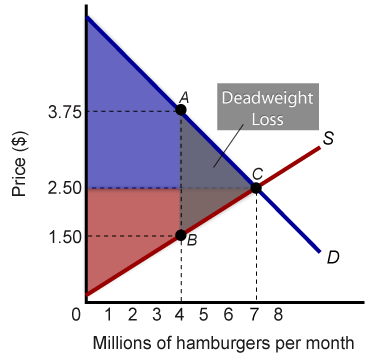 Price ($)
3.75
2.50
1.50
A
Deadweight
Loss
S
C
B
D
0 1 2 3 4 5 6 7 8
Millions of hamburgers per month